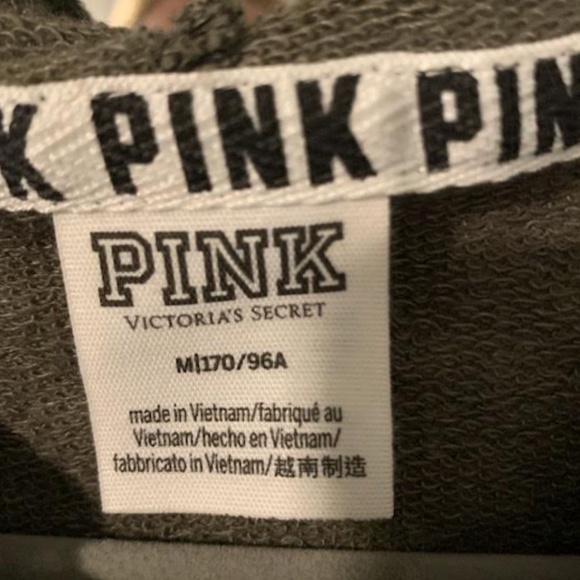 K PINK PIN
PINK
VICTORIA'S SECRET
M|170/96A
made in Vietnam/fabriqué au
Vietnam/hecho en Vietnam/
fabbricato in Vietnam/越南制造